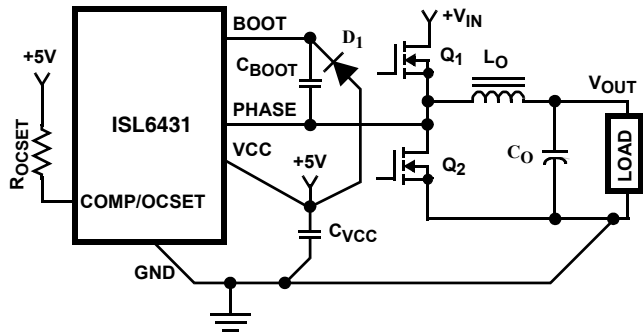 +VIN
BOOT
D1
+5V
CBOOT
Q1
LO
VOUT
ISL6431
PHASE
VCC
ROCSET
+5V
Q2
CO
LOAD
COMP/OCSET
CVCC
GND